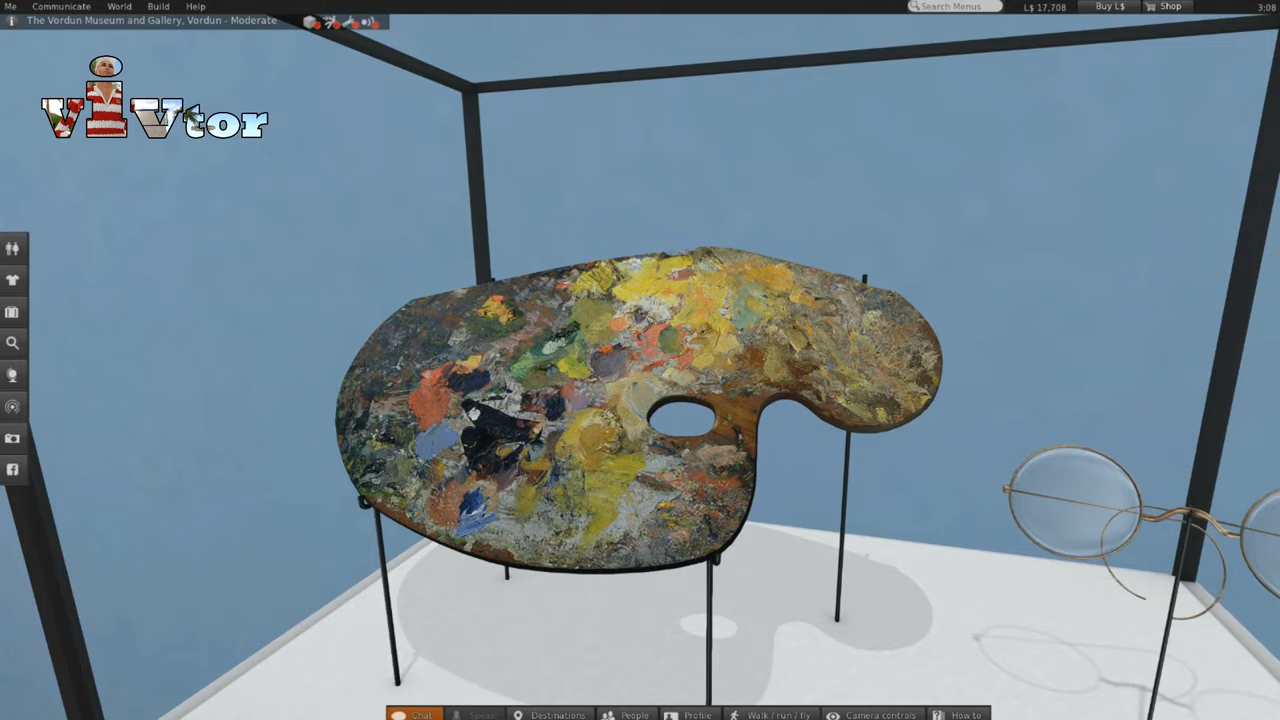 Me Communicate World Build Help Search Menus L$ 17,708 Buy L$ Shop 3:08
The Vordun Museum and Gallery, Vordun - Moderate
vivtor
Chat Speak Destinations People Profile Walk / run / fly Camera controls How to